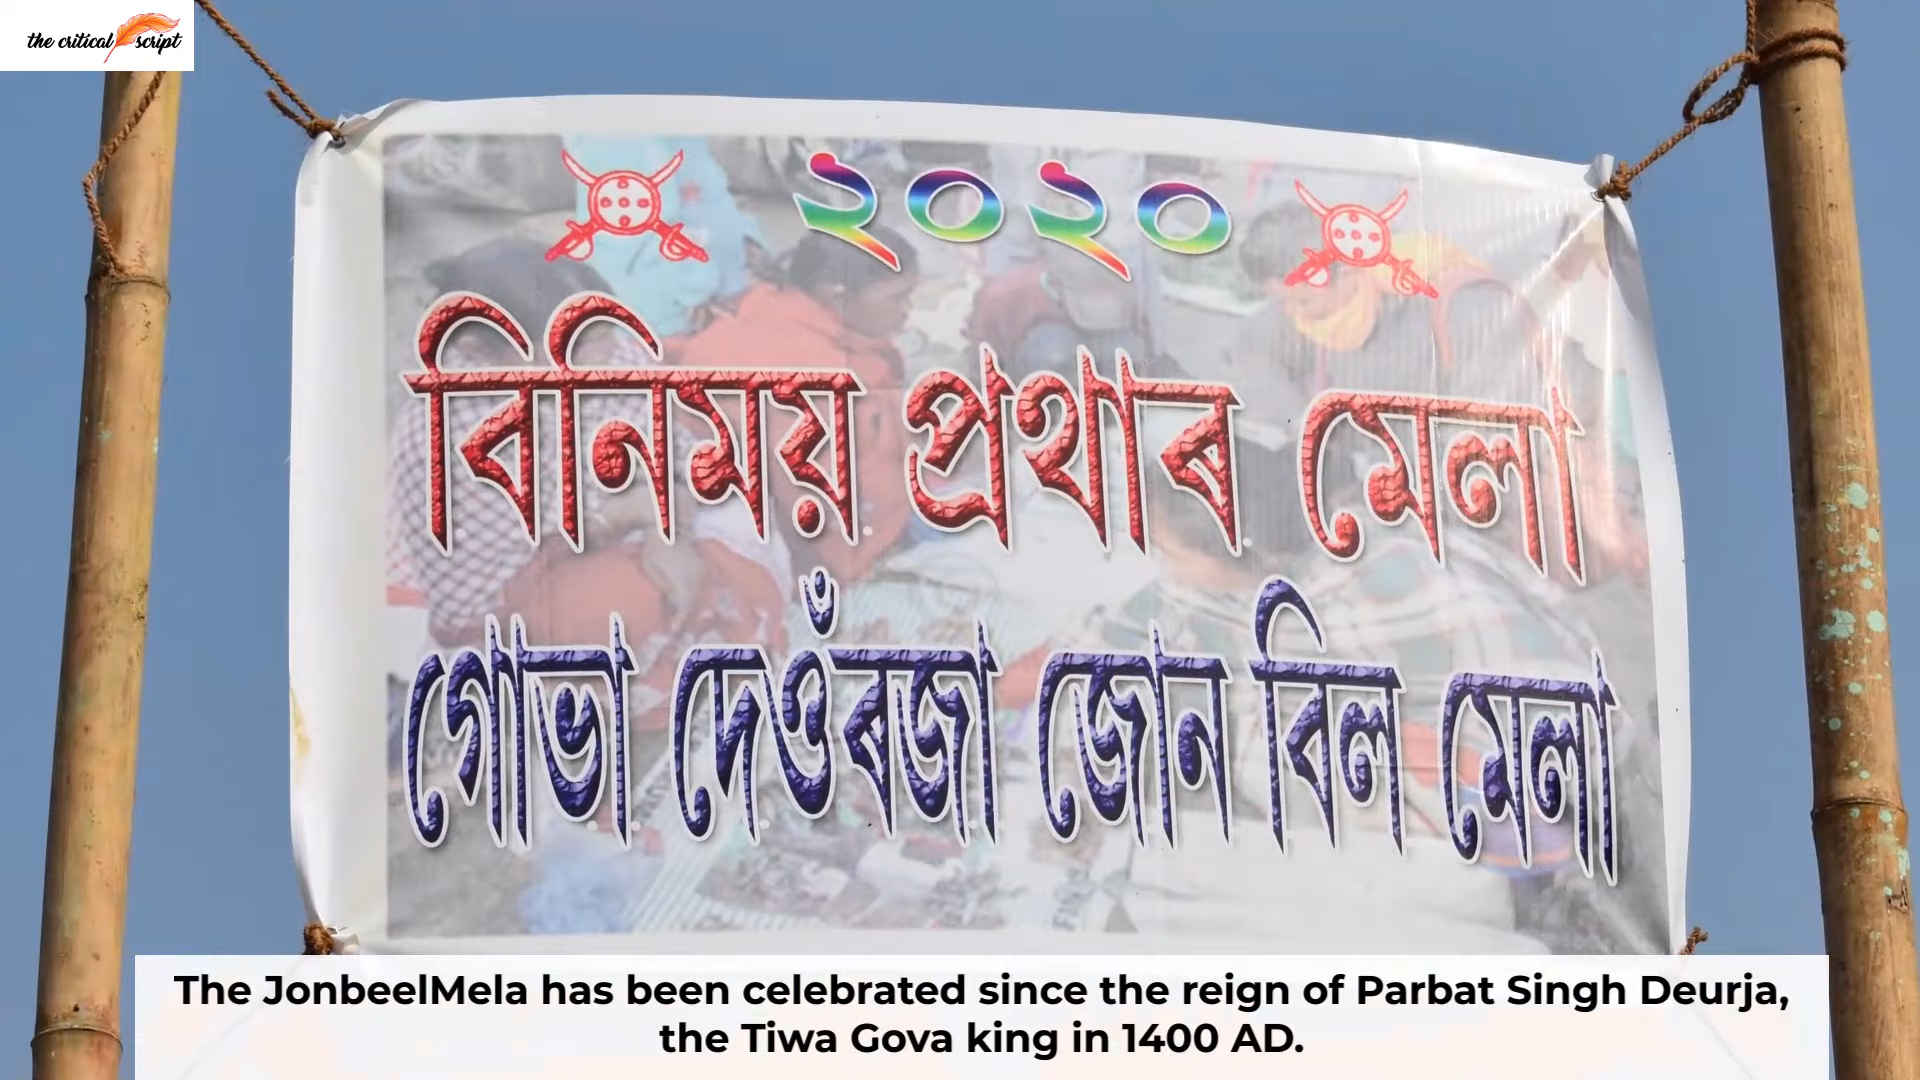 the critical script
২০২০
বিনিময় প্ৰথাৰ মেলা
গোভা দেওঁৰজা জোন বিল মেলা
The JonbeelMela has been celebrated since the reign of Parbat Singh Deurja,
the Tiwa Gova king in 1400 AD.